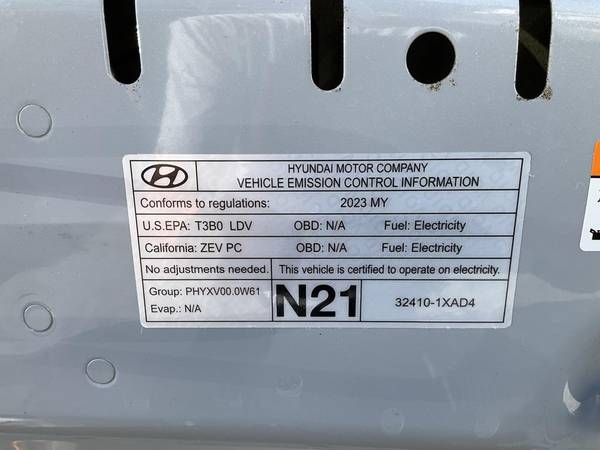 HYUNDAI MOTOR COMPANY
VEHICLE EMISSION CONTROL INFORMATION
Conforms to regulations: 2023 MY
U.S.EPA: T3B0 LDV OBD: N/A Fuel: Electricity
California: ZEV PC OBD: N/A Fuel: Electricity
No adjustments needed. This vehicle is certified to operate on electricity.
Group: PHYXV00.0W61
Evap.: N/A
N21
32410-1XAD4